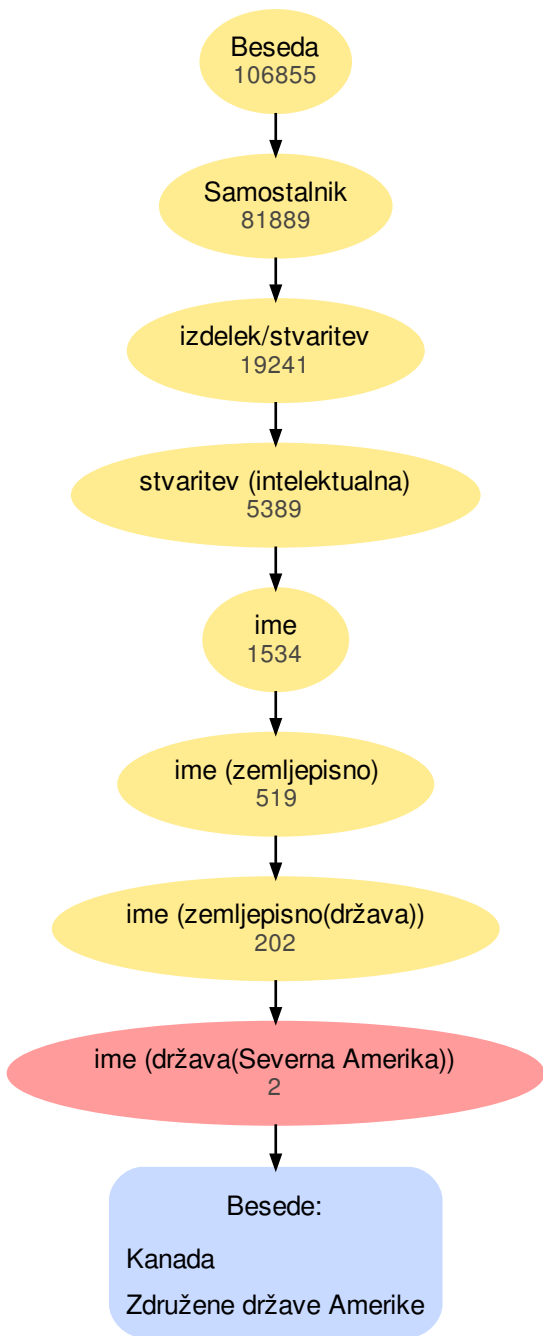 Beseda
106855
Samostalnik
81889
izdelek/stvaritev
19241
stvaritev (intelektualna)
5389
ime
1534
ime (zemljepisno)
519
ime (zemljepisno(država))
202
ime (država(Severna Amerika))
2
Besede:
Kanada
Združene države Amerike